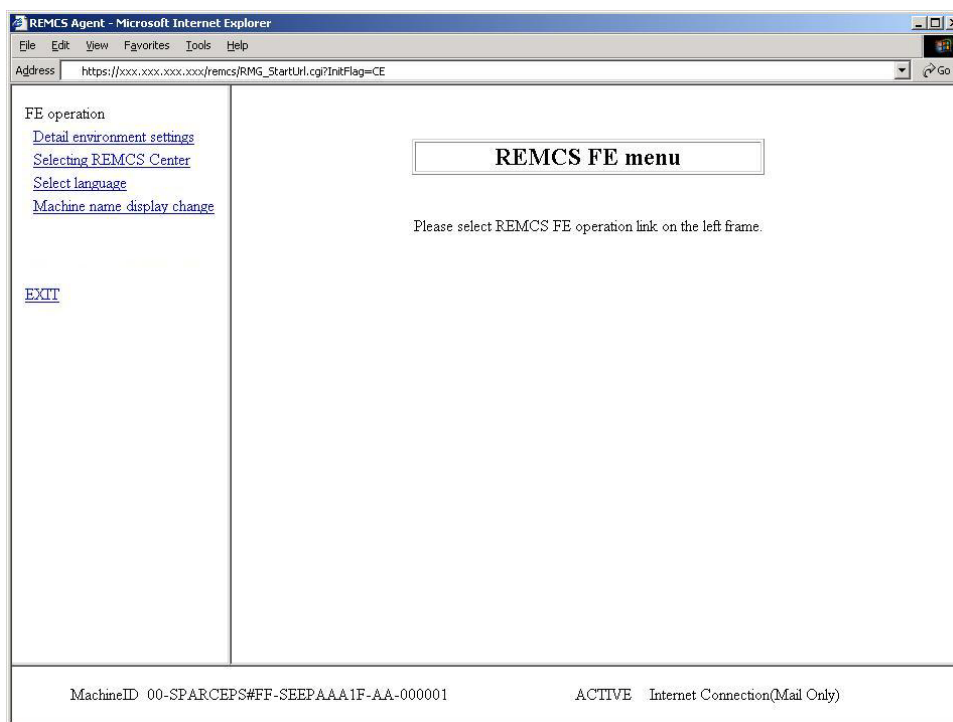 REMCS Agent - Microsoft Internet Explorer
File Edit View Favorites Tools Help
Address https://xxx.xxx.xxx.xxx/remcs/RMG_StartUrl.cgi?InitFlag=CE Go
FE operation
Detail environment settings
Selecting REMCS Center
Select language
Machine name display change
EXIT
REMCS FE menu
Please select REMCS FE operation link on the left frame.
MachineID 00-SPARCEPS#FF-SEEPAAA1F-AA-000001 ACTIVE Internet Connection(Mail Only)